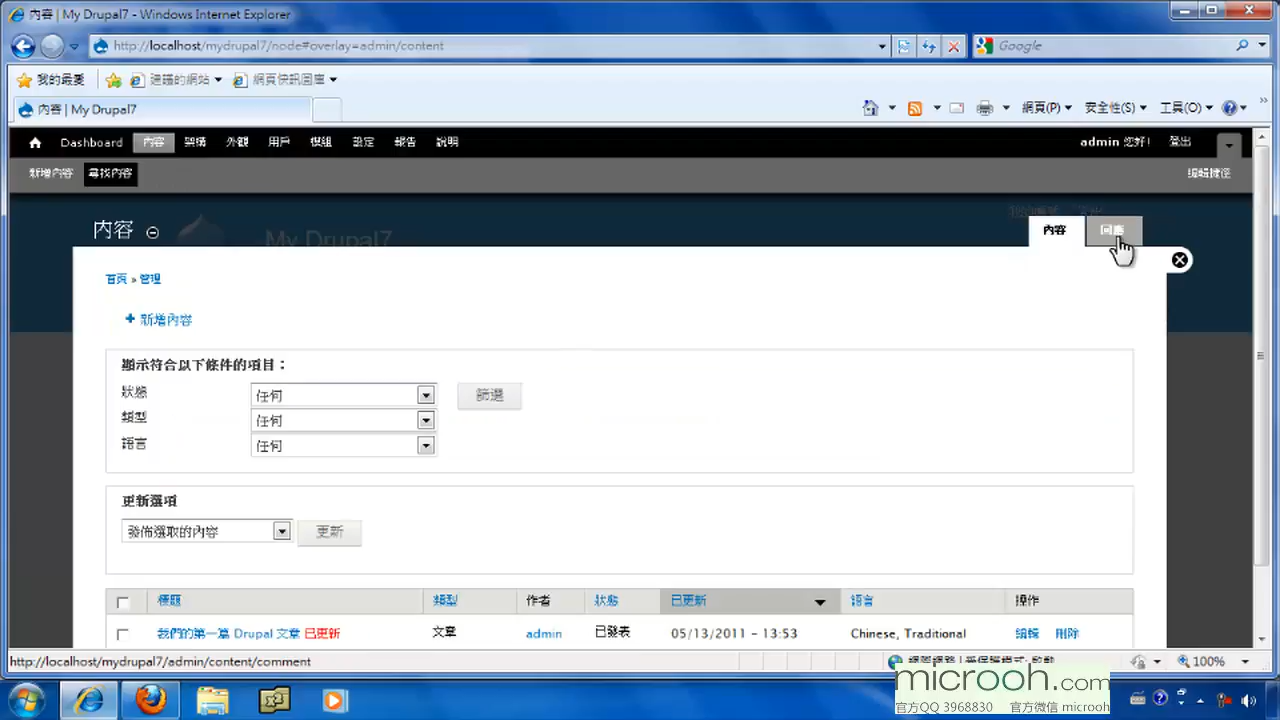 內容 | My Drupal7 - Windows Internet Explorer
http://localhost/mydrupal7/node#overlay=admin/content
Google
我的最愛
建議的網站
網頁快訊圖庫
內容 | My Drupal7
網頁(P)
安全性(S)
工具(O)
Dashboard 內容 架構 外觀 用戶 模組 設定 報告 說明
admin 您好! 登出
新增內容 尋找內容
編輯捷徑
內容
My Drupal7
內容 回應
首頁 » 管理
+ 新增內容
顯示符合以下條件的項目：
狀態 任何 篩選
類型 任何
語言 任何
更新選項
發佈選取的內容 更新
標題 類型 作者 狀態 已更新 語言 操作
我們的第一篇 Drupal 文章 已更新 文章 admin 已發表 05/13/2011 - 13:53 Chinese, Traditional 編輯 刪除
http://localhost/mydrupal7/admin/content/comment
100%
microoh.com
官方QQ 3968830 官方微信 microoh